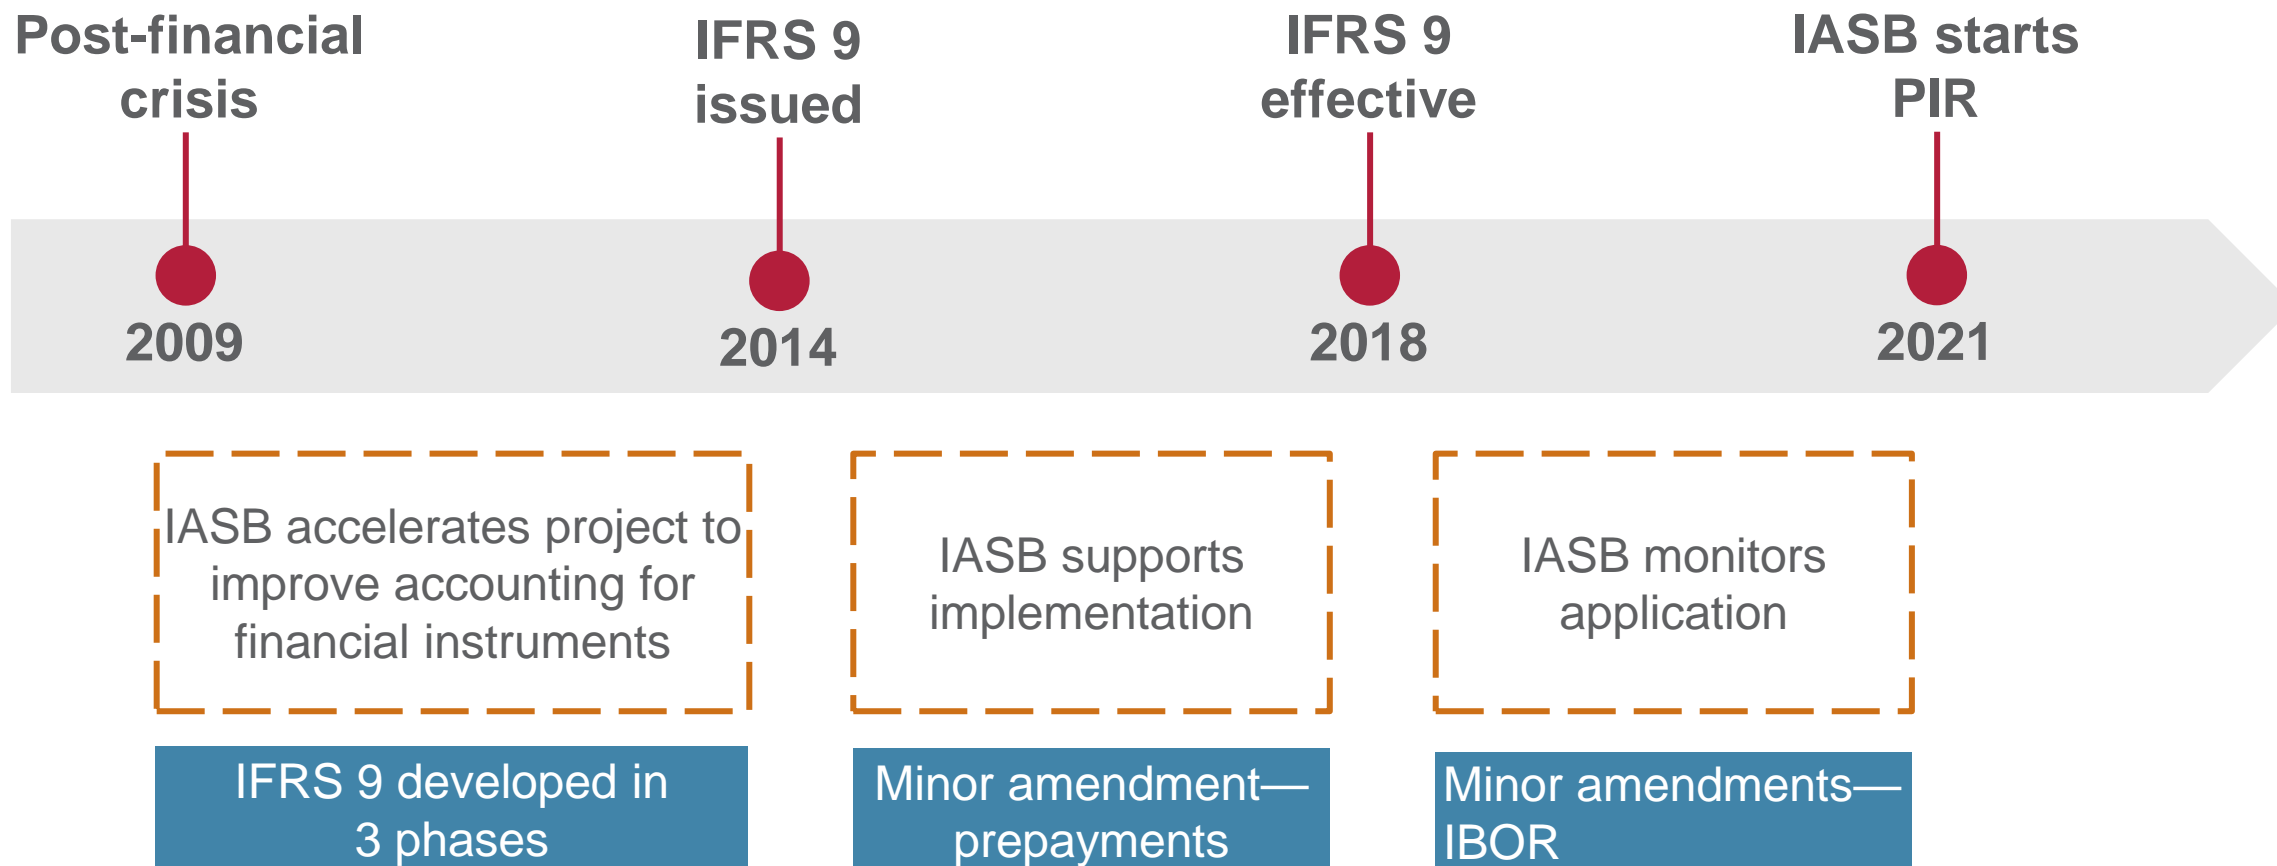 Post-financial
crisis
IFRS 9
issued
IFRS 9
effective
IASB starts
PIR
2009
2014
2018
2021
IASB accelerates project to
improve accounting for
financial instruments
IASB supports
implementation
IASB monitors
application
IFRS 9 developed in
3 phases
Minor amendment—
prepayments
Minor amendments—
IBOR